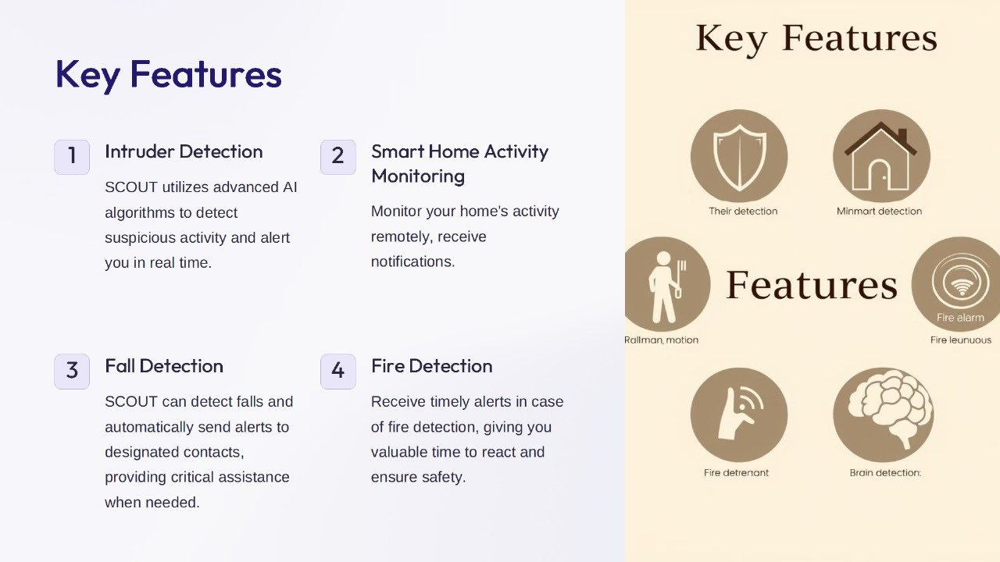 Key Features
1
Intruder Detection
SCOUT utilizes advanced AI
algorithms to detect
suspicious activity and alert
you in real time.
2
Smart Home Activity
Monitoring
Monitor your home's activity
remotely, receive
notifications.
3
Fall Detection
SCOUT can detect falls and
automatically send alerts to
designated contacts,
providing critical assistance
when needed.
4
Fire Detection
Receive timely alerts in case
of fire detection, giving you
valuable time to react and
ensure safety.
Key Features
Their detection
Minmart detection
Features
Fire alarm
Rallman, motion
Fire leunuous
Fire detrenant
Brain detection: